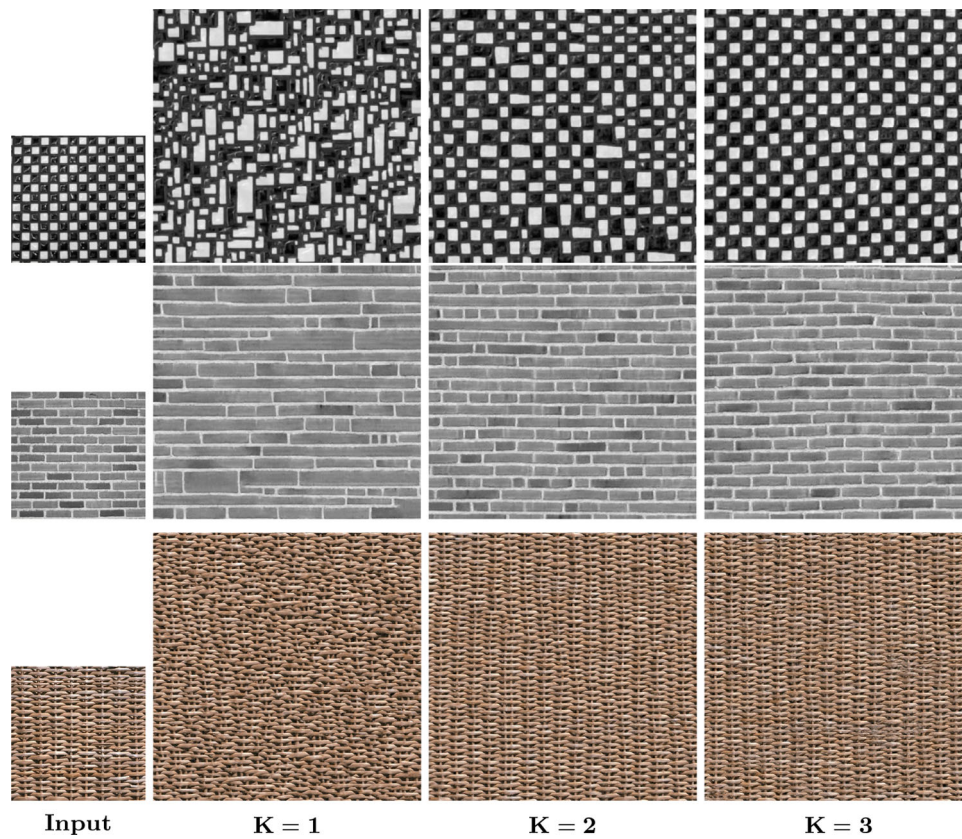 Input K = 1 K = 2 K = 3